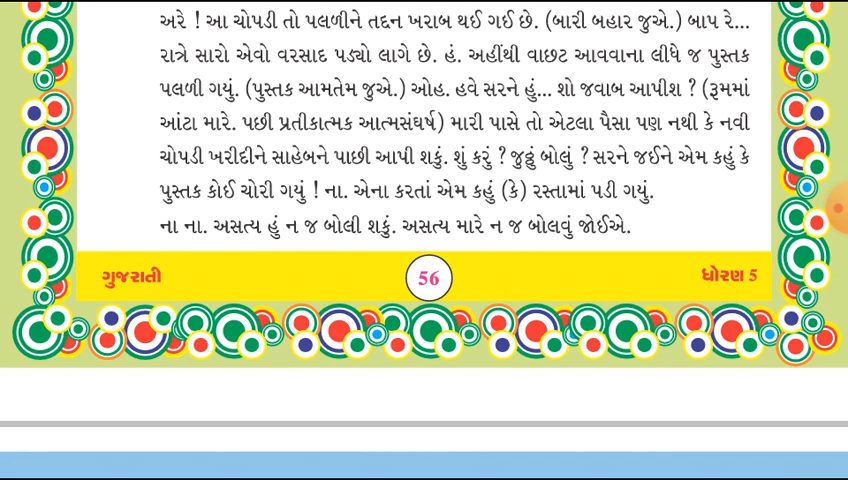 અરે ! આ ચોપડી તો પલળીને તદ્દન ખરાબ થઈ ગઈ છે. (બારી બહાર જુએ.) બાપ રે...
રાત્રે સારો એવો વરસાદ પડ્યો લાગે છે. હં. અહીંથી વાછટ આવવાના લીધે જ પુસ્તક
પલળી ગયું. (પુસ્તક આમતેમ જુએ.) ઓહ. હવે સરને હું... શો જવાબ આપીશ ? (રૂમમાં
આંટા મારે. પછી પ્રતીકાત્મક આત્મસંઘર્ષ) મારી પાસે તો એટલા પૈસા પણ નથી કે નવી
ચોપડી ખરીદીને સાહેબને પાછી આપી શકું. શું કરું ? જુઠ્ઠું બોલું ? સરને જઈને એમ કહું કે
પુસ્તક કોઈ ચોરી ગયું ! ના. એના કરતાં એમ કહું (કે) રસ્તામાં પડી ગયું.
ના ના. અસત્ય હું ન જ બોલી શકું. અસત્ય મારે ન જ બોલવું જોઈએ.
ગુજરાતી
56
ધોરણ 5